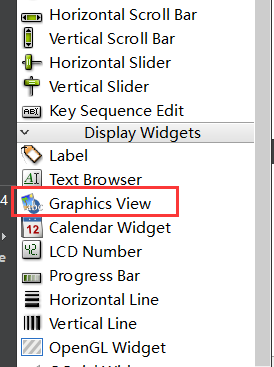 Horizontal Scroll Bar
Vertical Scroll Bar
Horizontal Slider
Vertical Slider
Key Sequence Edit
Display Widgets
Label
Text Browser
4
Graphics View
Calendar Widget
LCD Number
Progress Bar
e
Horizontal Line
Vertical Line
OpenGL Widget